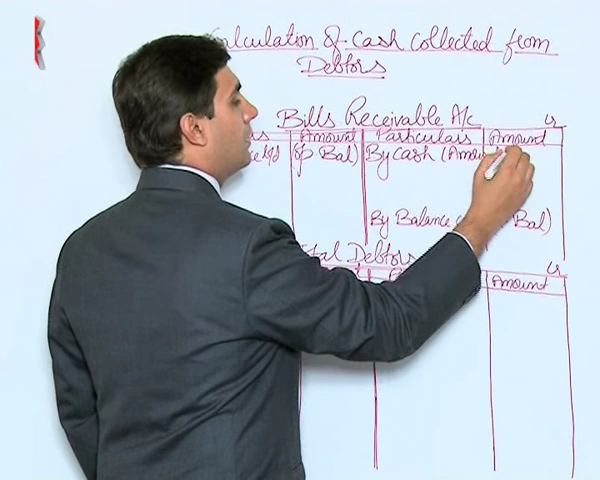 Calculation of cash collected from
Debtors
Bills Receivable A/c
Cr
Amount Particulars Amount
b/d (op Bal) By Cash (Amou
By Balance Bal)
Debtors
Cr
Amount